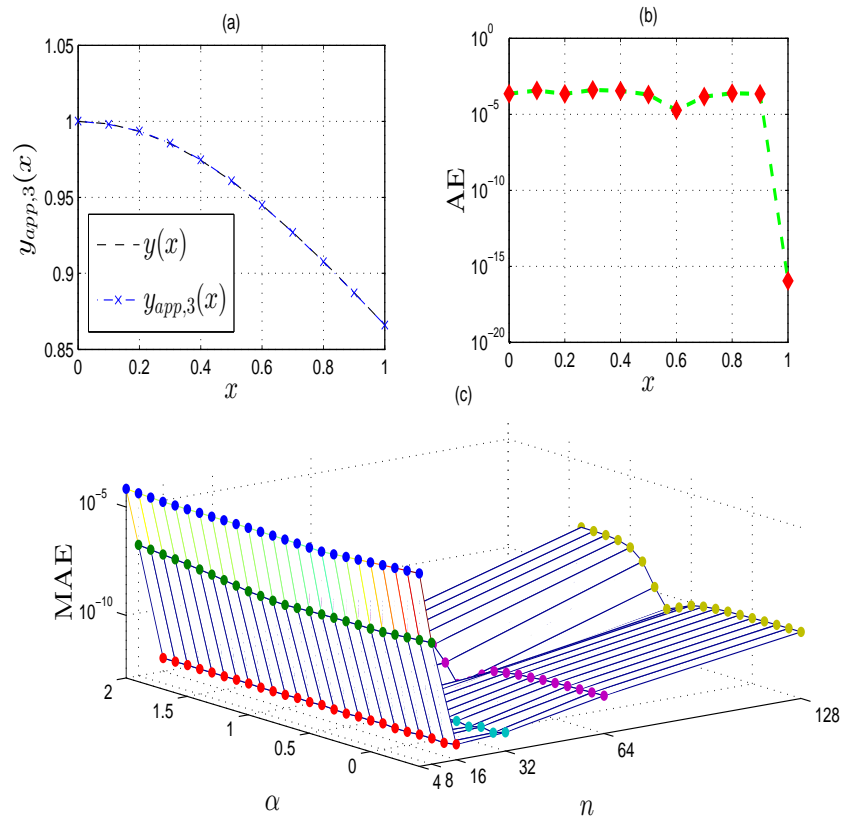 (a)
1.05
1
0.95
0.9
0.85
y_{app,3}(x)
y(x)
y_{app,3}(x)
0 0.2 0.4 0.6 0.8 1
x
(b)
10^0
10^{-5}
10^{-10}
10^{-15}
10^{-20}
AE
0 0.2 0.4 0.6 0.8 1
x
(c)
10^{-5}
10^{-10}
MAE
2 1.5 1 0.5 0
α
4 8 16 32 64 128
n